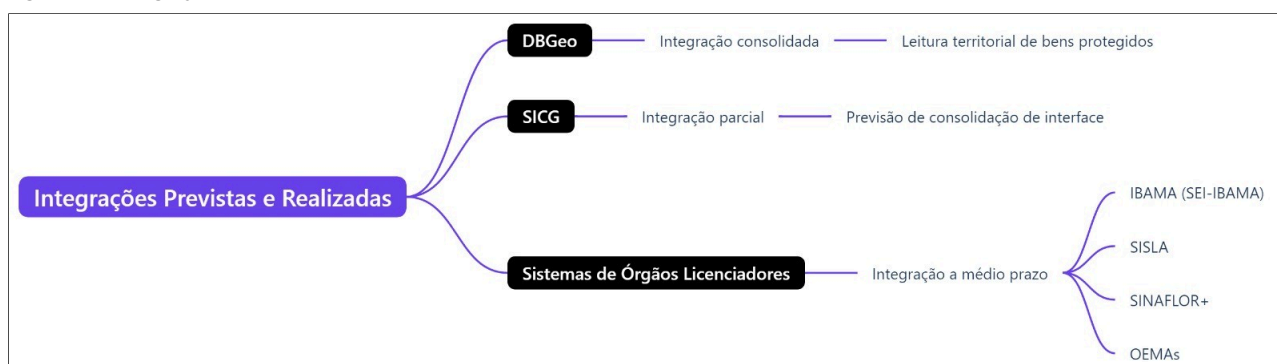 Integrações Previstas e Realizadas
DBGeo
Integração consolidada
Leitura territorial de bens protegidos
SICG
Integração parcial
Previsão de consolidação de interface
Sistemas de Órgãos Licenciadores
Integração a médio prazo
IBAMA (SEI-IBAMA)
SISLA
SINAFLOR+
OEMAs